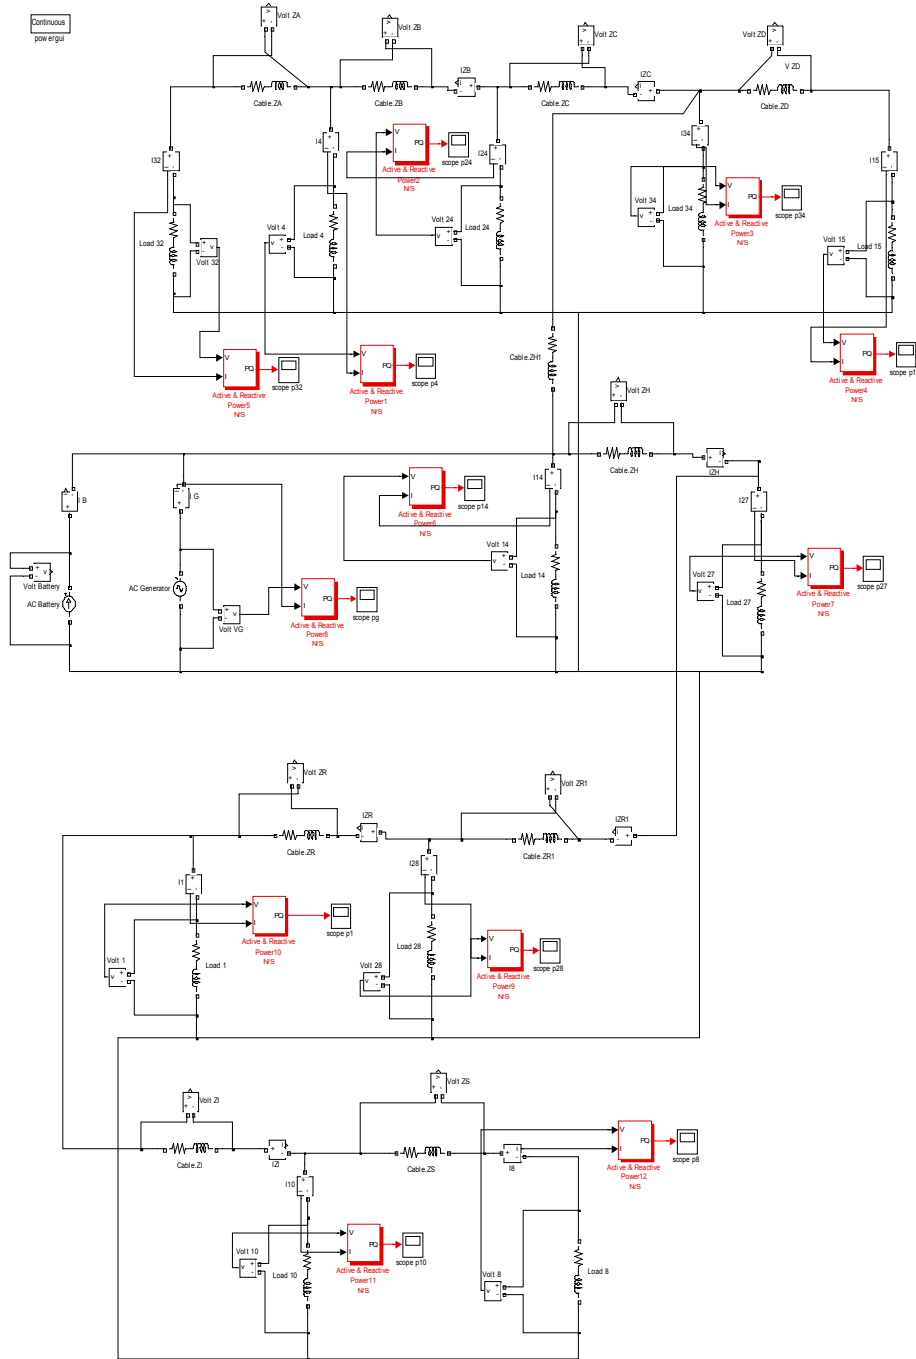 Continuous
pow ergui
Volt ZA
Volt ZB
Volt ZC
Volt ZD
V ZD
IZB
IZC
Cable.ZA
Cable.ZB
Cable.ZC
Cable.ZD
I32
I4
I24
I34
I15
V
I
PQ
scope p24
Active & Reactive
Power2
N/S
V
I
PQ
scope p34
Active & Reactive
Power3
N/S
Load 32
Volt 32
Volt 4
Load 4
Volt 24
Load 24
Volt 34
Load 34
Volt 15
Load 15
V
I
PQ
scope p32
Active & Reactive
Power5
N/S
V
I
PQ
scope p4
Active & Reactive
Power1
N/S
V
I
PQ
scope p1
Active & Reactive
Power4
N/S
Cable.ZH1
Volt ZH
Cable.ZH
IZH
I B
I G
I14
I27
V
I
PQ
scope p14
Active & Reactive
Power6
N/S
Volt Battery
AC Battery
AC Generator
Volt VG
V
I
PQ
scope pg
Active & Reactive
Power8
N/S
Volt 14
Load 14
Volt 27
Load 27
V
I
PQ
scope p27
Active & Reactive
Power7
N/S
Volt ZR
Volt ZR1
IZR
IZR1
Cable.ZR
Cable.ZR1
I1
I28
V
I
PQ
scope p1
Active & Reactive
Power10
N/S
Volt 1
Load 1
Volt 28
Load 28
V
I
PQ
scope p28
Active & Reactive
Power9
N/S
Volt ZI
Volt ZS
Cable.ZI
IZI
Cable.ZS
I8
V
I
PQ
scope p8
Active & Reactive
Power12
N/S
I10
V
I
PQ
scope p10
Active & Reactive
Power11
N/S
Volt 10
Load 10
Volt 8
Load 8